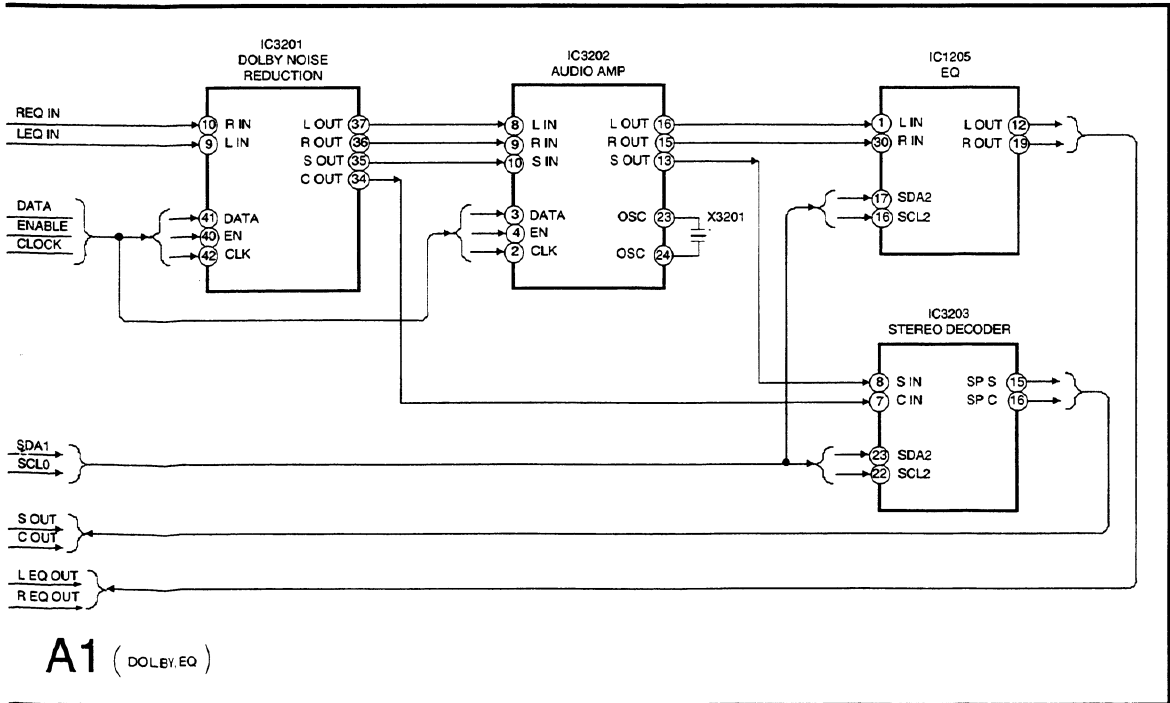 IC3201
DOLBY NOISE
REDUCTION
IC3202
AUDIO AMP
IC1205
EQ
REQ IN
LEQ IN
10 R IN
9 L IN
L OUT 37
R OUT 36
S OUT 35
C OUT 34
8 L IN
9 R IN
10 S IN
L OUT 16
R OUT 15
S OUT 13
1 L IN
30 R IN
L OUT 12
R OUT 19
DATA
ENABLE
CLOCK
41 DATA
40 EN
42 CLK
3 DATA
4 EN
2 CLK
OSC 23
X3201
OSC 24
17 SDA2
16 SCL2
IC3203
STEREO DECODER
8 S IN
7 C IN
SP S 15
SP C 16
23 SDA2
22 SCL2
SDA1
SCL0
S OUT
C OUT
L EQ OUT
R EQ OUT
A1 ( DOLBY, EQ )